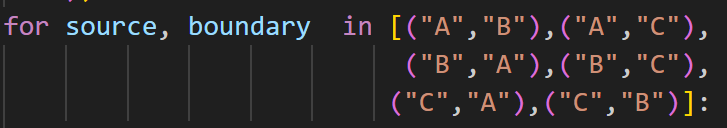 for source, boundary  in [("A","B"),("A","C"),
("B","A"),("B","C"),
("C","A"),("C","B")]: